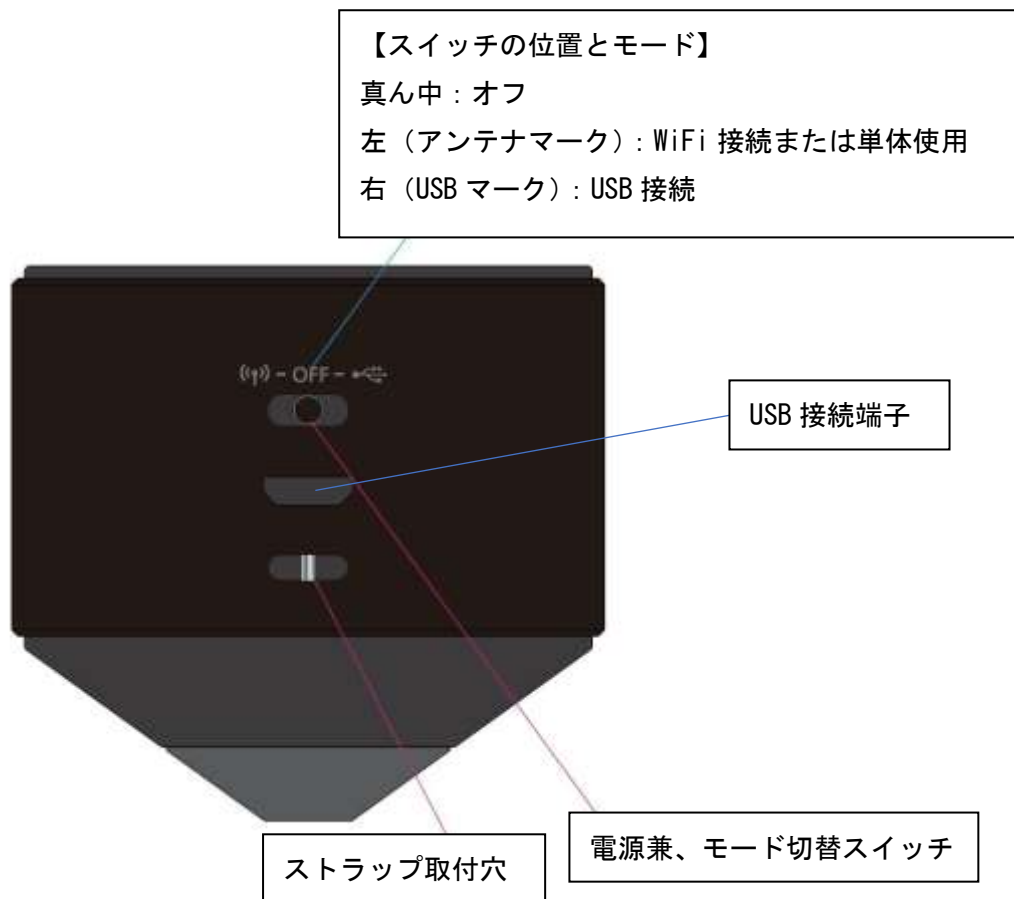 【スイッチの位置とモード】
真ん中：オフ
左（アンテナマーク）：WiFi 接続または単体使用
右（USB マーク）：USB 接続
- OFF -
USB 接続端子
電源兼、モード切替スイッチ
ストラップ取付穴